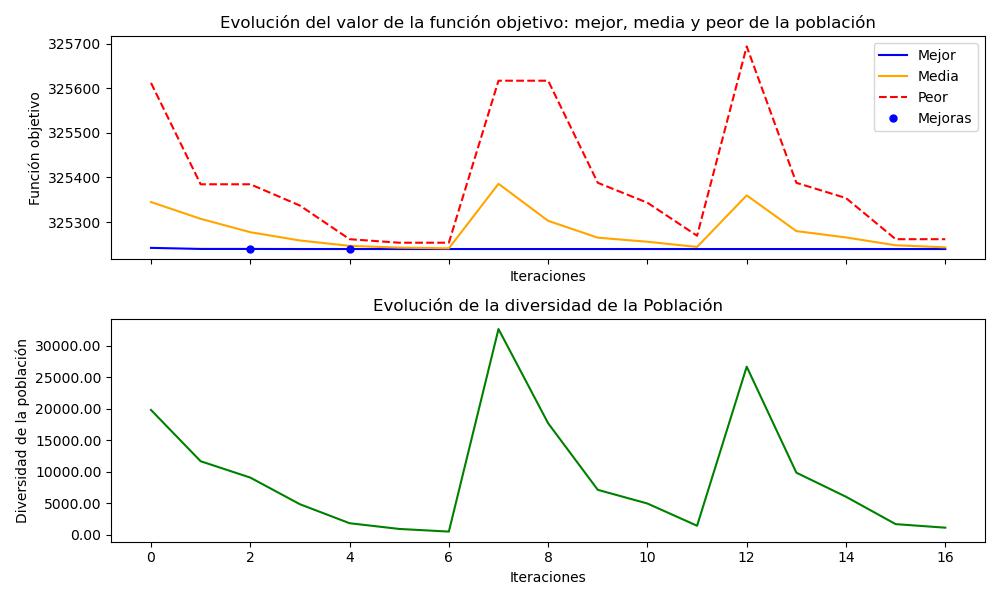 Evolución del valor de la función objetivo: mejor, media y peor de la población
Función objetivo
325700
325600
325500
325400
325300
Mejor
Media
Peor
Mejoras
Iteraciones
Evolución de la diversidad de la Población
Diversidad de la población
30000.00
25000.00
20000.00
15000.00
10000.00
5000.00
0.00
0 2 4 6 8 10 12 14 16
Iteraciones